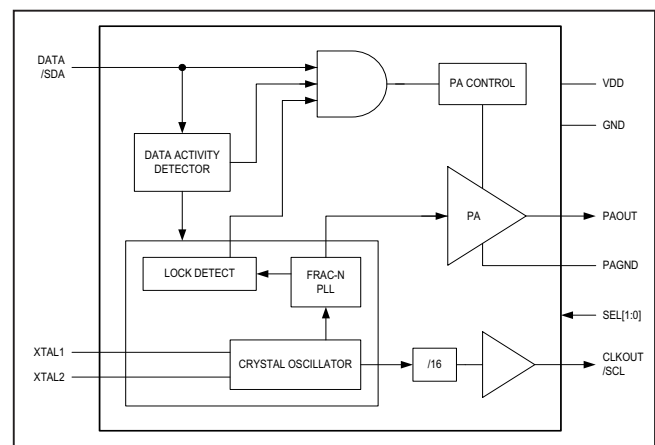 DATA
/SDA
PA CONTROL
VDD
GND
DATA ACTIVITY
DETECTOR
PA
PAOUT
LOCK DETECT
FRAC-N
PLL
PAGND
SEL[1:0]
XTAL1
CRYSTAL OSCILLATOR
/16
CLKOUT
/SCL
XTAL2